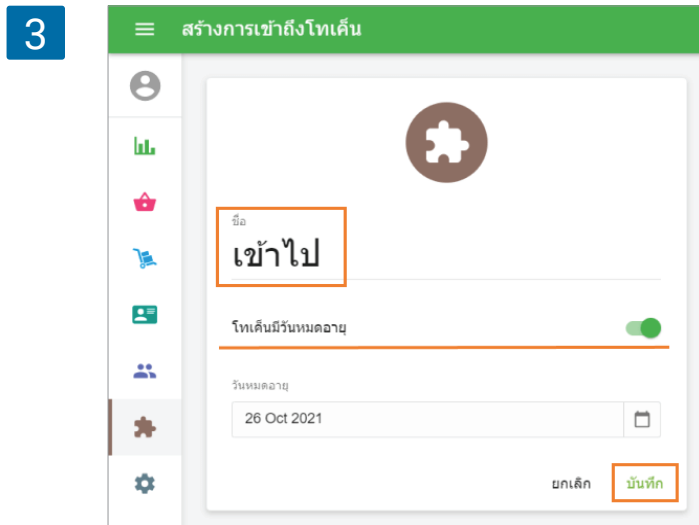 3
สร้างการเข้าถึงโทเค็น
ชื่อ
เข้าไป
โทเค็นมีวันหมดอายุ
วันหมดอายุ
26 Oct 2021
ยกเลิก บันทึก